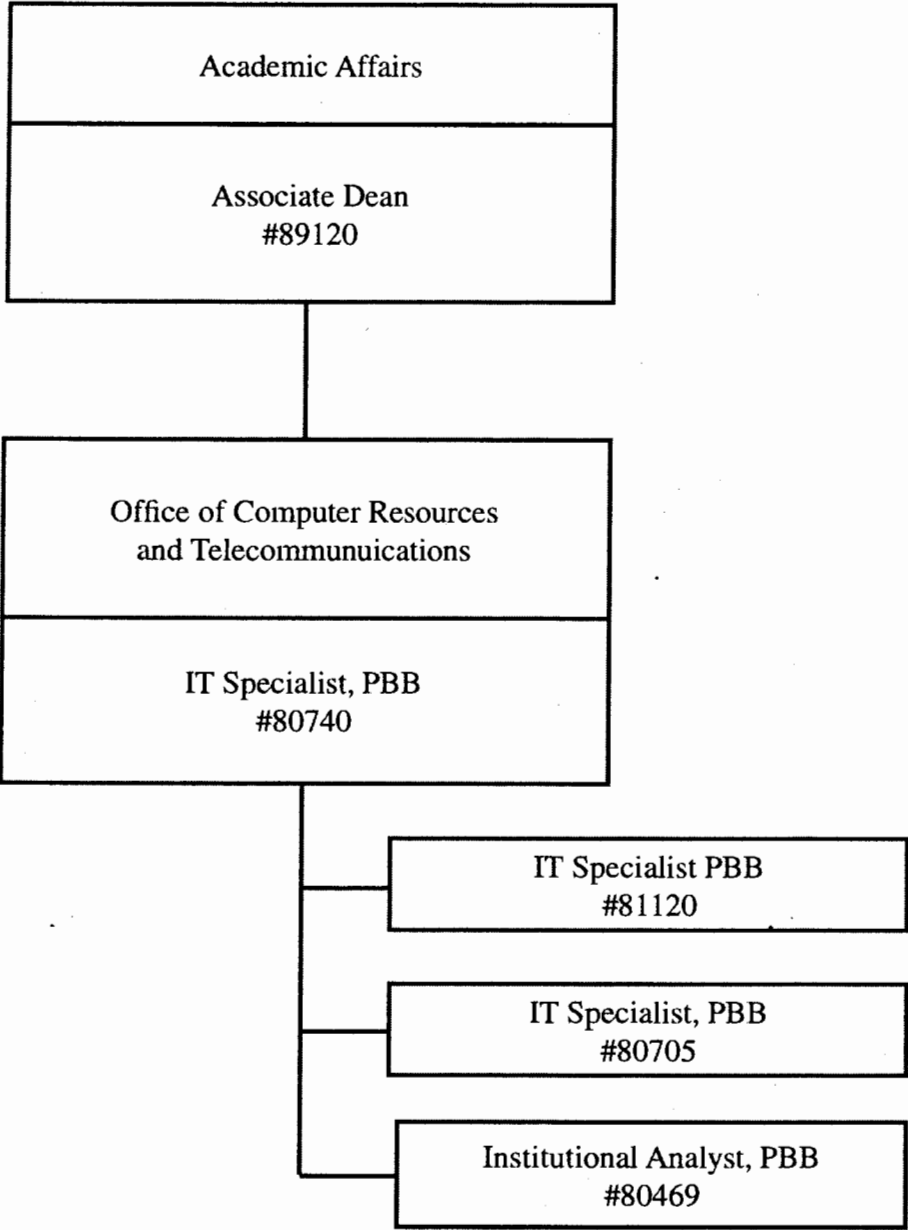 Academic Affairs
Associate Dean
#89120
Office of Computer Resources
and Telecommunuications
IT Specialist, PBB
#80740
IT Specialist PBB
#81120
IT Specialist, PBB
#80705
Institutional Analyst, PBB
#80469